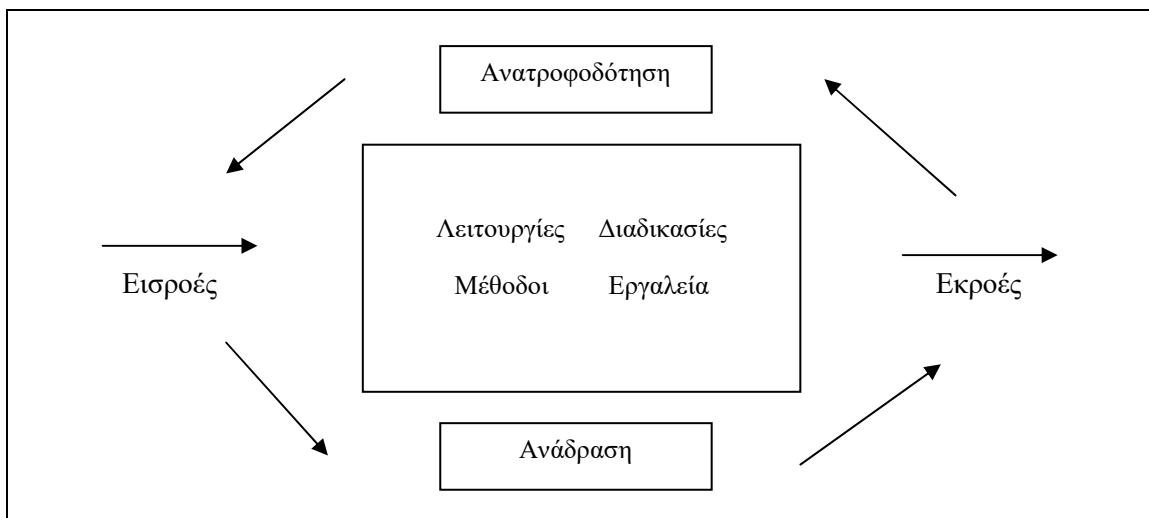 Ανατροφοδότηση
Λειτουργίες Διαδικασίες
Εισροές
Μέθοδοι Εργαλεία
Εκροές
Ανάδραση